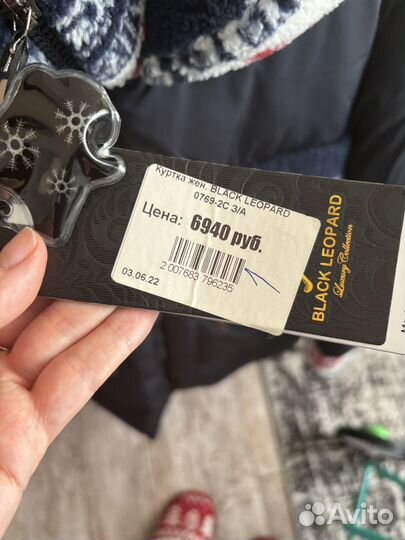 Куртка жен. BLACK LEOPARD
0769-2C З/А
Цена: 6940 руб.
2 007683 796235
03.06.22
BLACK LEOPARD
Luxury Collection
Avito